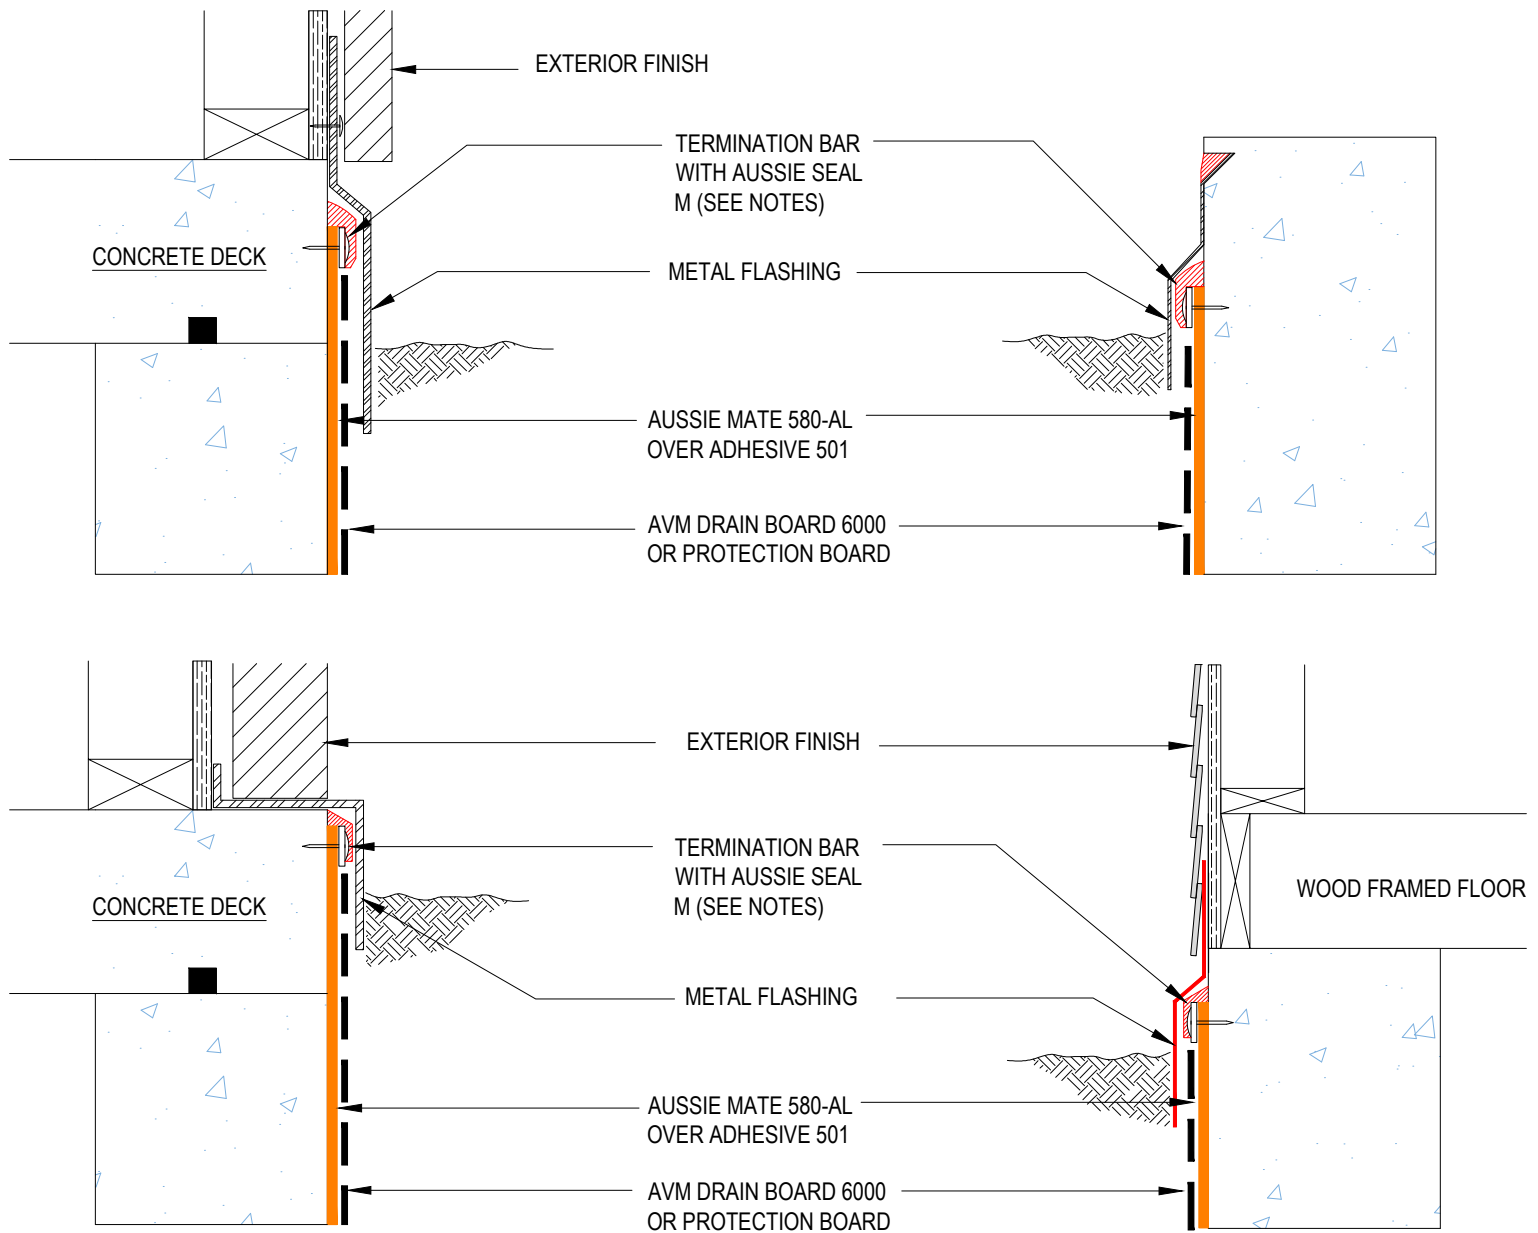 EXTERIOR FINISH
TERMINATION BAR
WITH AUSSIE SEAL
M (SEE NOTES)
CONCRETE DECK
METAL FLASHING
AUSSIE MATE 580-AL
OVER ADHESIVE 501
AVM DRAIN BOARD 6000
OR PROTECTION BOARD
EXTERIOR FINISH
TERMINATION BAR
WITH AUSSIE SEAL
M (SEE NOTES)
CONCRETE DECK
WOOD FRAMED FLOOR
METAL FLASHING
AUSSIE MATE 580-AL
OVER ADHESIVE 501
AVM DRAIN BOARD 6000
OR PROTECTION BOARD